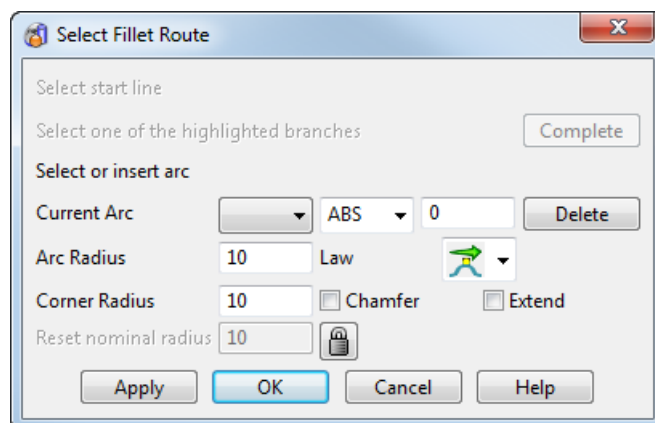 Select Fillet Route
Select start line
Select one of the highlighted branches Complete
Select or insert arc
Current Arc ABS 0 Delete
Arc Radius 10 Law
Corner Radius 10 Chamfer Extend
Reset nominal radius 10
Apply OK Cancel Help